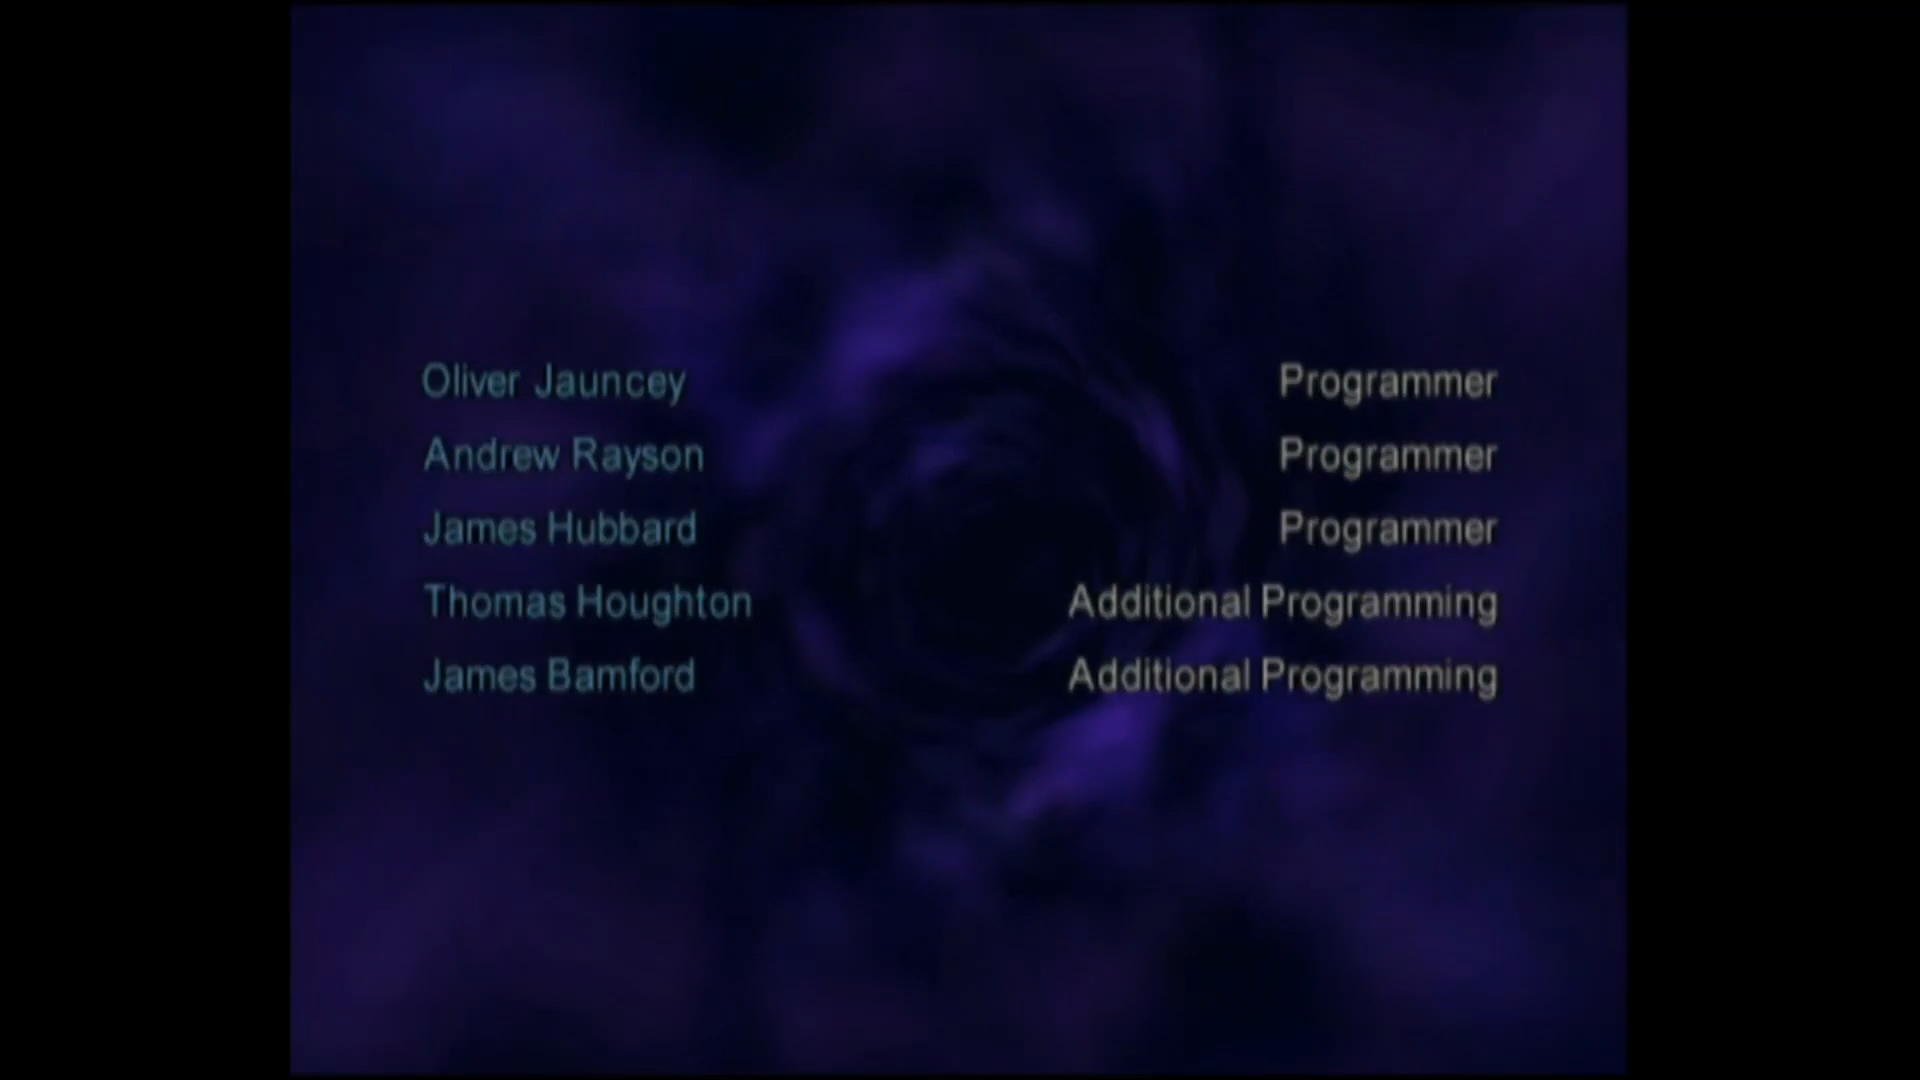 Oliver Jauncey Programmer
Andrew Rayson Programmer
James Hubbard Programmer
Thomas Houghton Additional Programming
James Bamford Additional Programming